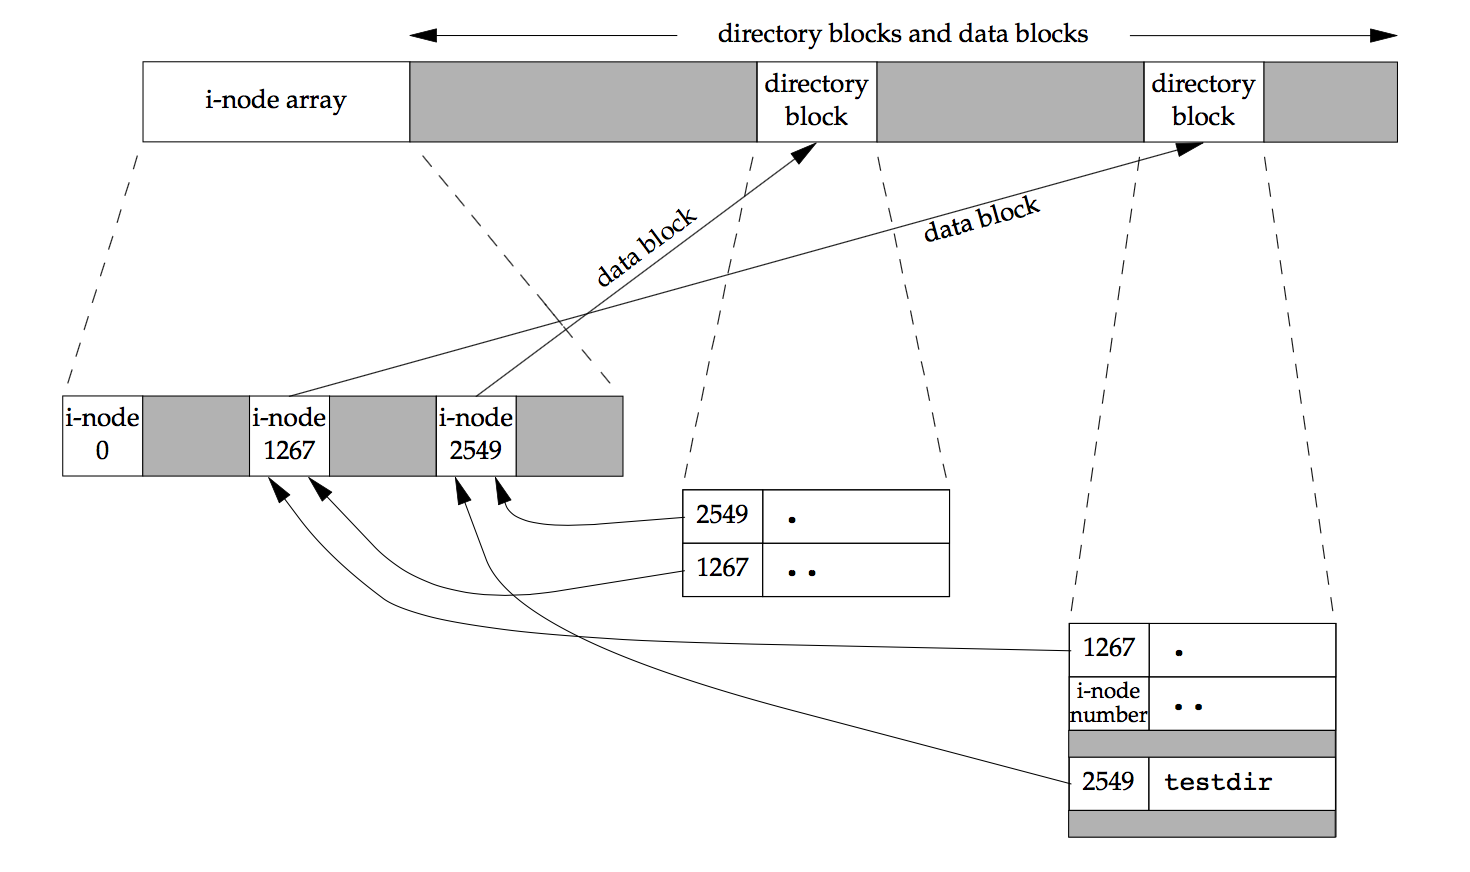 directory blocks and data blocks
i-node array
directory
block
directory
block
data block
data block
i-node
0
i-node
1267
i-node
2549
2549 .
1267 ..
1267 .
i-node
number ..
2549 testdir